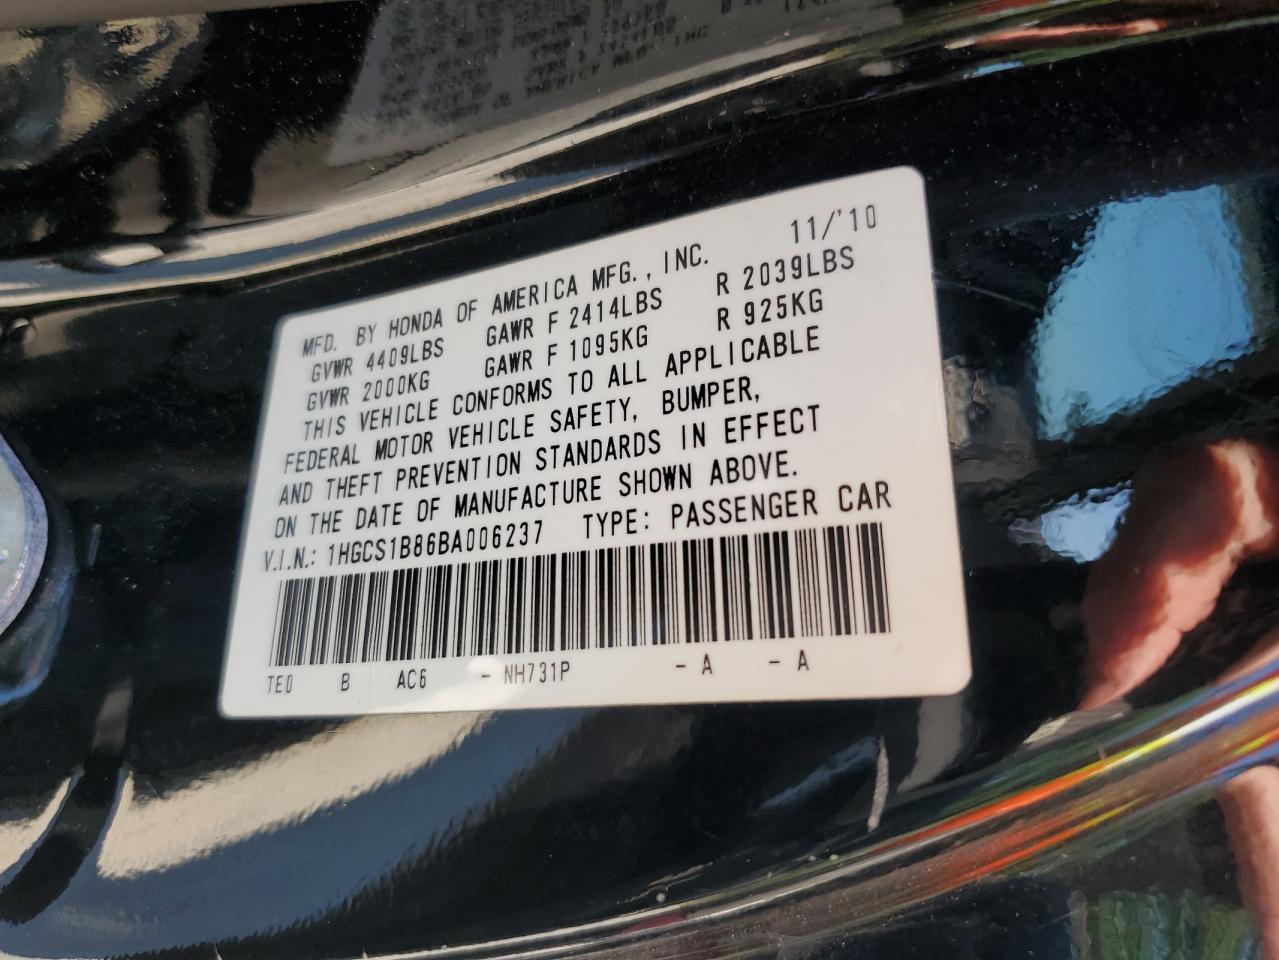 11/'10
MFD. BY HONDA OF AMERICA MFG., INC.
GVWR 4409LBS GAWR F 2414LBS R 2039LBS
GVWR 2000KG GAWR F 1095KG R 925KG
THIS VEHICLE CONFORMS TO ALL APPLICABLE
FEDERAL MOTOR VEHICLE SAFETY, BUMPER,
AND THEFT PREVENTION STANDARDS IN EFFECT
ON THE DATE OF MANUFACTURE SHOWN ABOVE.
V.I.N.: 1HGCS1B86BA006237 TYPE: PASSENGER CAR
TE0 B AC6 - NH731P - A - A